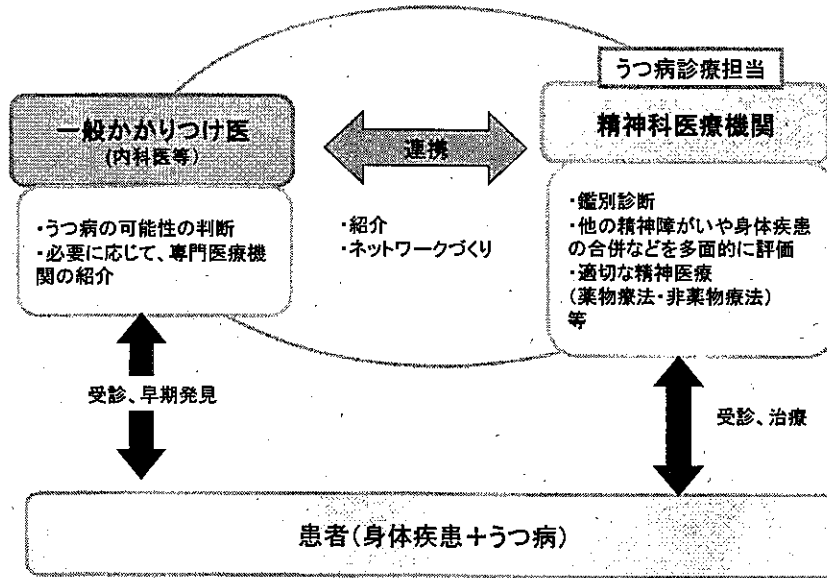 うつ病診療担当
一般かかりつけ医
(内科医等)
連携
精神科医療機関
・うつ病の可能性の判断
・必要に応じて、専門医療機
関の紹介
・紹介
・ネットワークづくり
・鑑別診断
・他の精神障がいや身体疾患
の合併などを多面的に評価
・適切な精神医療
(薬物療法・非薬物療法)
等
受診、早期発見
受診、治療
患者(身体疾患+うつ病)